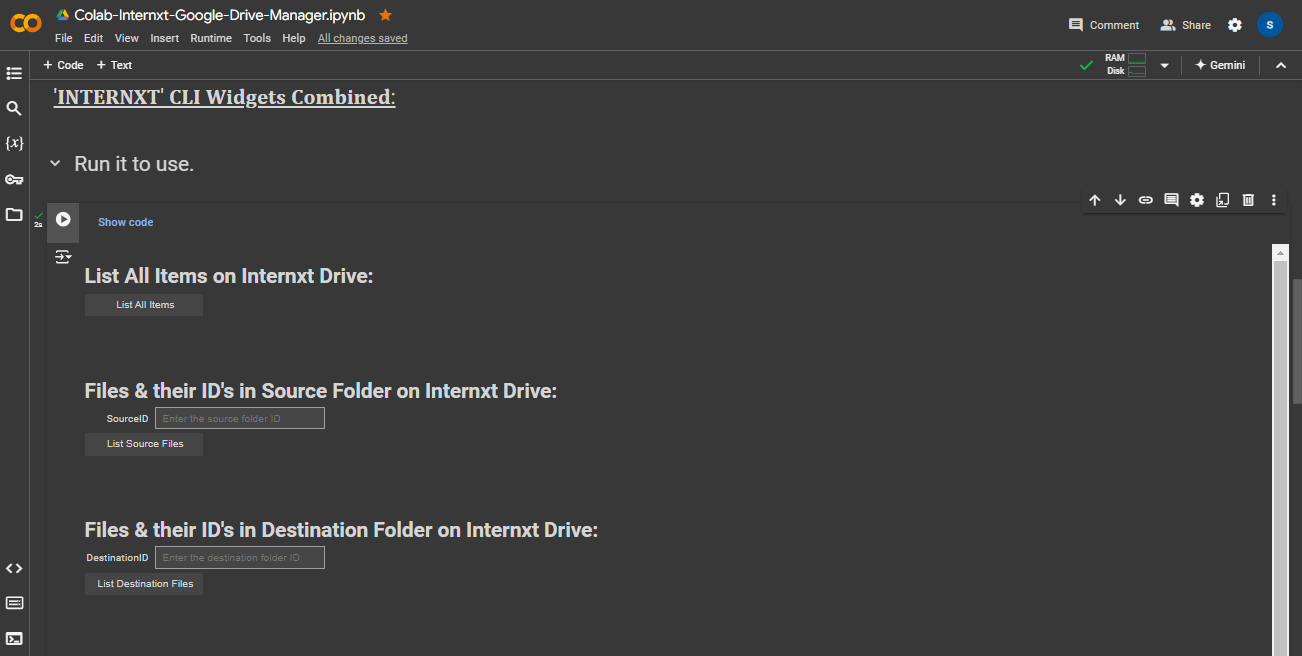 Colab-Internxt-Google-Drive-Manager.ipynb
File Edit View Insert Runtime Tools Help All changes saved
Comment Share S
+ Code + Text
RAM
Disk
Gemini
'INTERNXT' CLI Widgets Combined:
{x}
Run it to use.
2s
Show code
List All Items on Internxt Drive:
List All Items
Files & their ID's in Source Folder on Internxt Drive:
SourceID Enter the source folder ID
List Source Files
Files & their ID's in Destination Folder on Internxt Drive:
DestinationID Enter the destination folder ID
List Destination Files